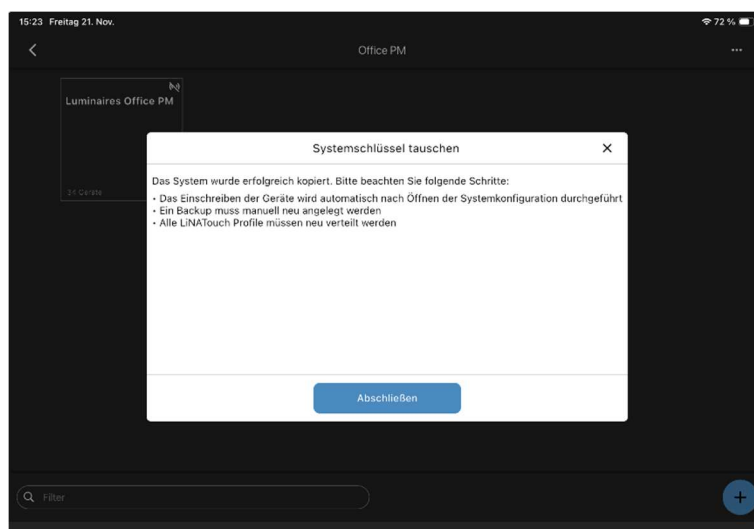 15:23 Freitag 21. Nov.
72 %
Office PM
Luminaires Office PM
24 Geräte
Systemschlüssel tauschen
Das System wurde erfolgreich kopiert. Bitte beachten Sie folgende Schritte:
• Das Einschreiben der Geräte wird automatisch nach Öffnen der Systemkonfiguration durchgeführt
• Ein Backup muss manuell neu angelegt werden
• Alle LiNATouch Profile müssen neu verteilt werden
Abschließen
Filter